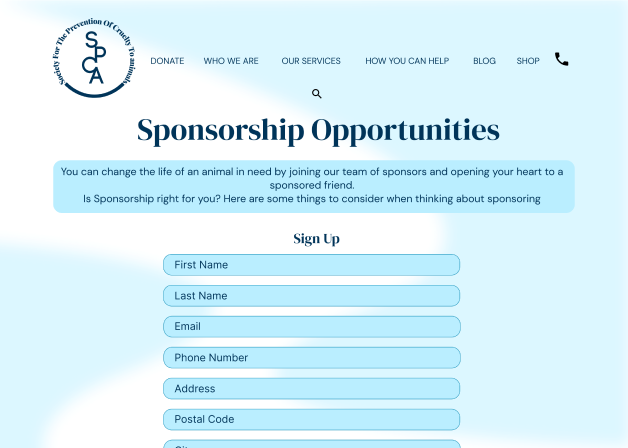 Society For The Prevention Of Cruelty To animals
SPCA
DONATE
WHO WE ARE
OUR SERVICES
HOW YOU CAN HELP
BLOG
SHOP
Sponsorship Opportunities
You can change the life of an animal in need by joining our team of sponsors and opening your heart to a
sponsored friend.
Is Sponsorship right for you? Here are some things to consider when thinking about sponsoring
Sign Up
First Name
Last Name
Email
Phone Number
Address
Postal Code